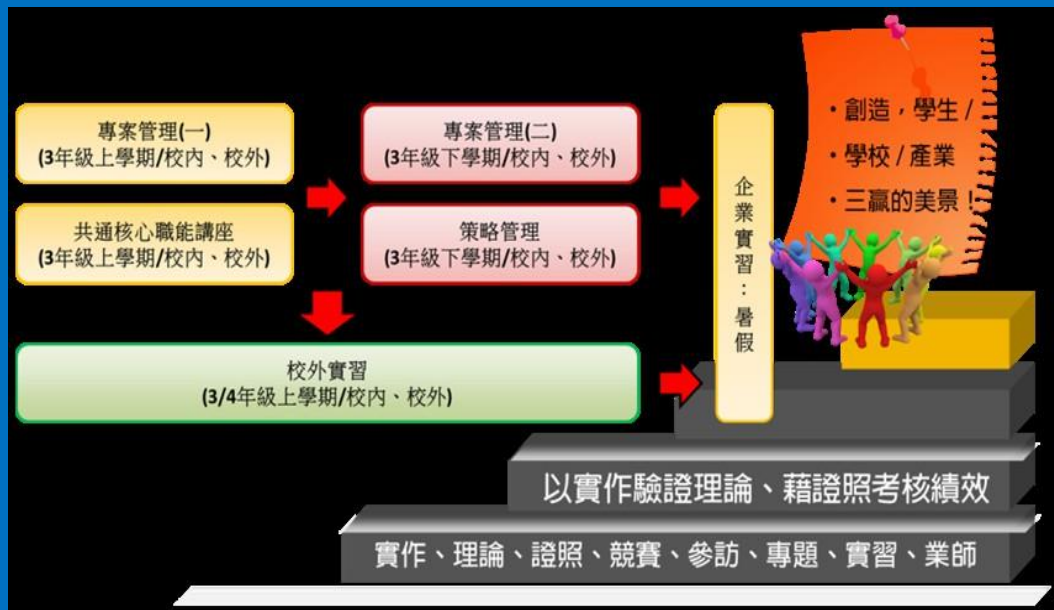 專案管理(一)
(3年級上學期/校內、校外)
共通核心職能講座
(3年級上學期/校內、校外)
專案管理(二)
(3年級下學期/校內、校外)
策略管理
(3年級下學期/校內、校外)
校外實習
(3/4年級上學期/校內、校外)
企業實習：暑假
・創造，學生 /
・學校 / 產業
・三贏的美景！
以實作驗證理論、藉證照考核績效
實作、理論、證照、競賽、參訪、專題、實習、業師